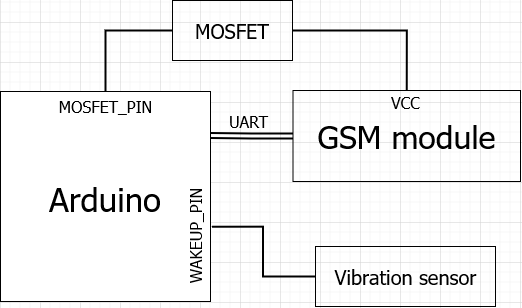 MOSFET
MOSFET_PIN
VCC
UART
GSM module
Arduino
WAKEUP_PIN
Vibration sensor